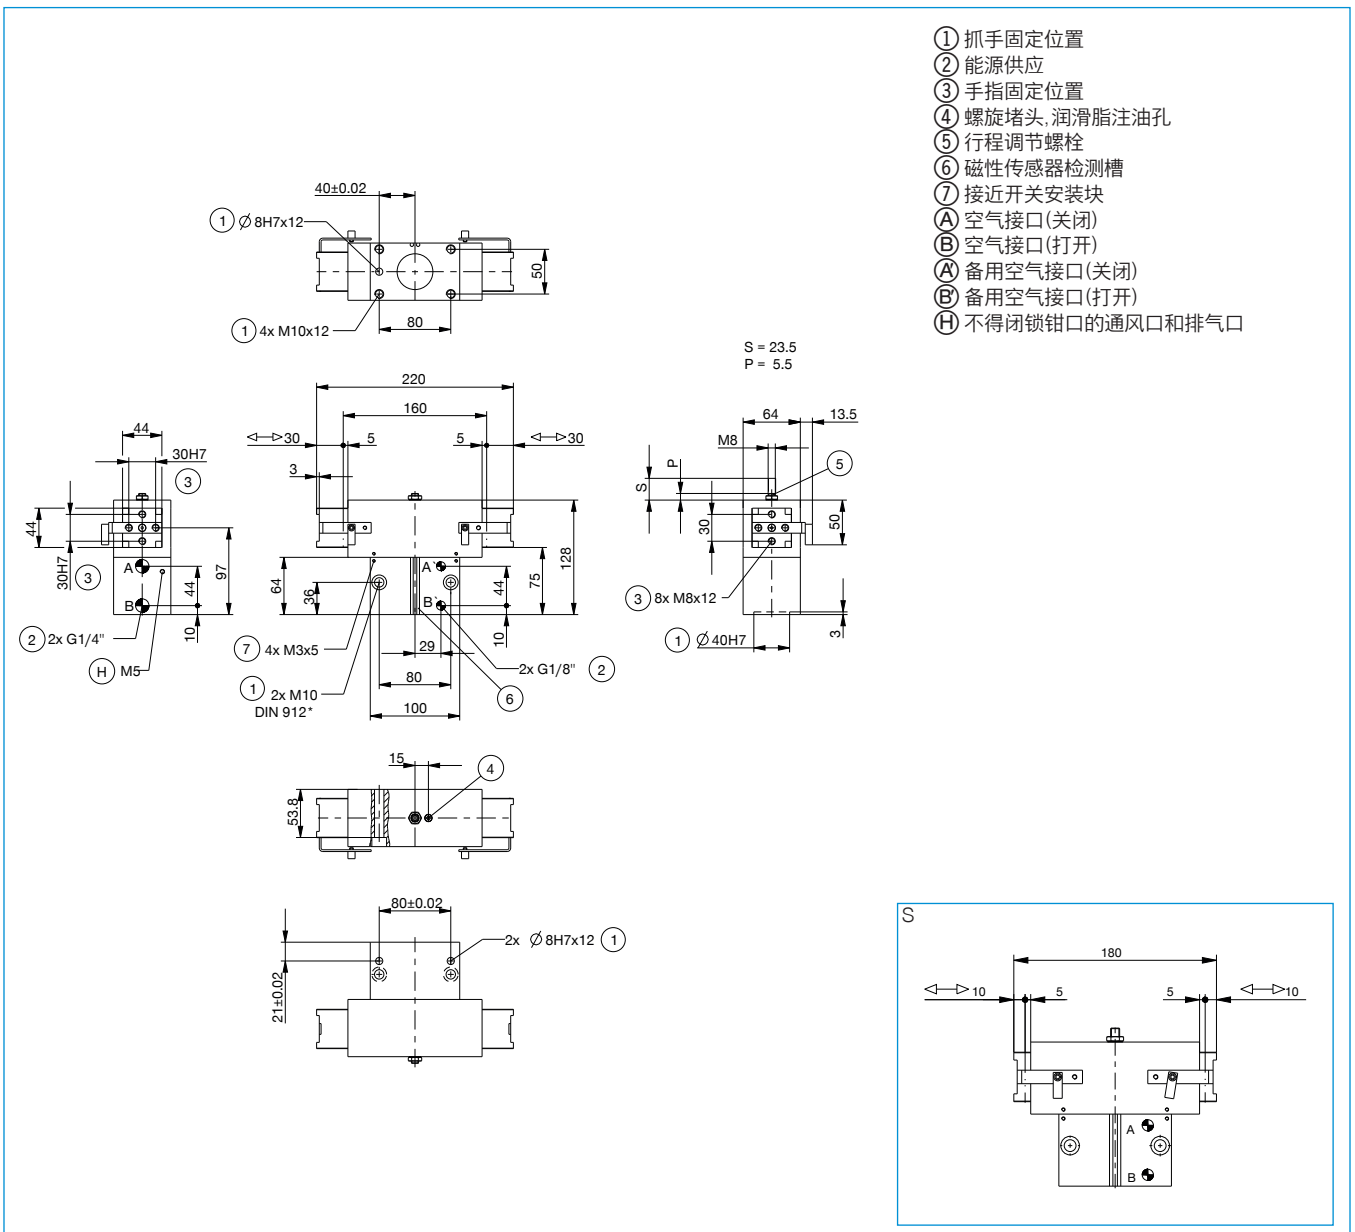 ① 抓手固定位置
② 能源供应
③ 手指固定位置
④ 螺旋堵头,润滑脂注油孔
⑤ 行程调节螺栓
⑥ 磁性传感器检测槽
⑦ 接近开关安装块
Ⓐ 空气接口(关闭)
Ⓑ 空气接口(打开)
A' 备用空气接口(关闭)
B' 备用空气接口(打开)
Ⓗ 不得闭锁钳口的通风口和排气口
40±0.02
① Ø 8H7x12
50
① 4x M10x12
80
S = 23.5
P = 5.5
44
30H7
③
44
30H7
③
97
A
44
B
10
② 2x G1/4"
Ⓗ M5
220
160
30
5
5
30
3
128
64
36
A'
B'
44
75
10
⑦ 4x M3x5
29
2x G1/8" ②
① 2x M10
DIN 912*
80
⑥
100
64
13.5
M8
P
⑤
S
30
50
③ 8x M8x12
① Ø 40H7
3
15
④
53.8
80±0.02
2x Ø 8H7x12 ①
21±0.02
S
180
10
5
5
10
A
B